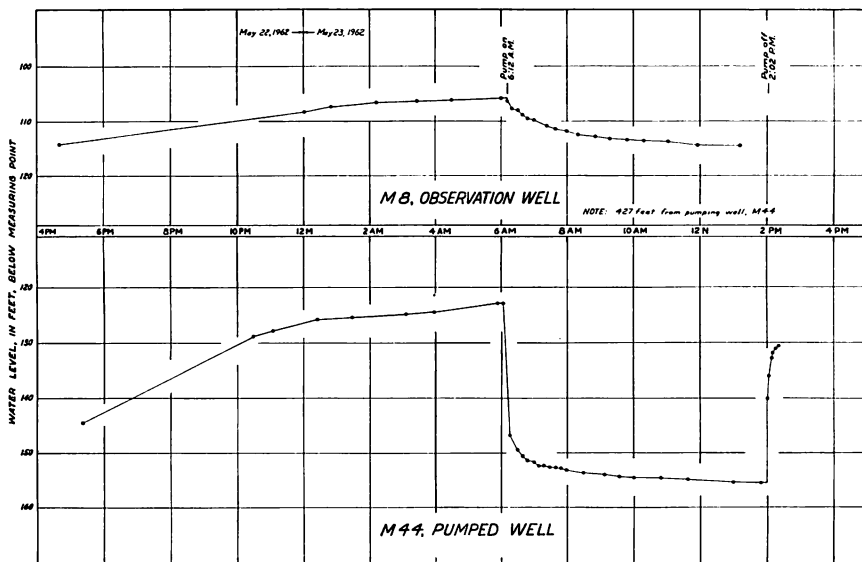 May 22, 1962 May 23, 1962
Pump on
6:12 A.M.
Pump off
2:02 P.M.
100
110
120
M 8, OBSERVATION WELL
NOTE: 427 feet from pumping well, M44
4PM 6PM 8PM 10PM 12M 2AM 4AM 6AM 8AM 10AM 12N 2PM 4PM
WATER LEVEL, IN FEET, BELOW MEASURING POINT
120
130
140
150
160
M 44, PUMPED WELL